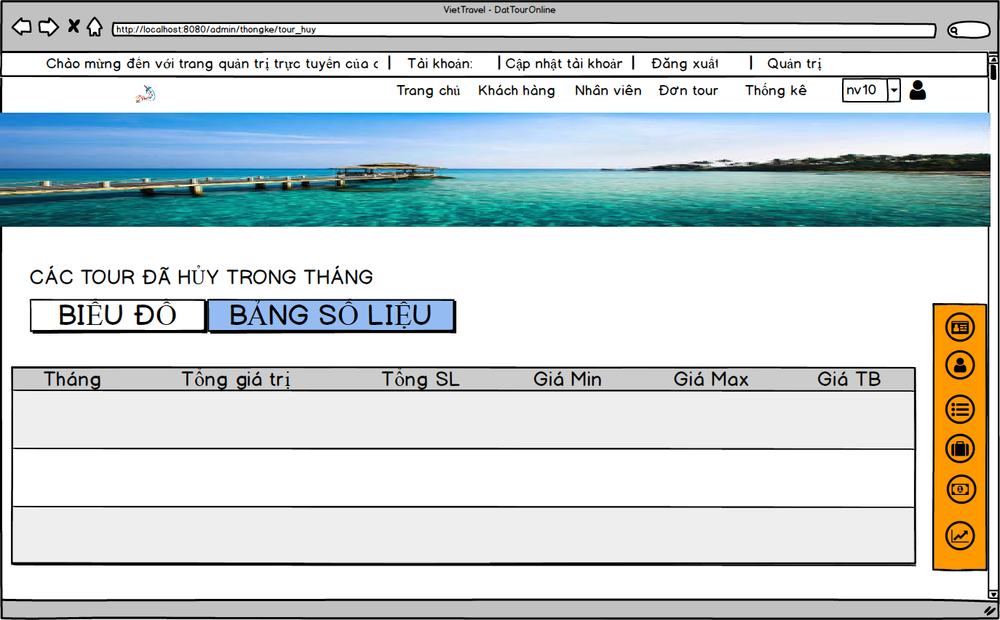 VietTravel - DatTourOnline
http://localhost:8080/admin/thongke/tour_huy
Chào mừng đến với trang quản trị trực tuyến của c | Tài khoản: | Cập nhật tài khoản | Đăng xuất | Quản trị
Trang chủ Khách hàng Nhân viên Đơn tour Thống kê nv10
CÁC TOUR ĐÃ HỦY TRONG THÁNG
BIỂU ĐỒ BẢNG SỐ LIỆU
Tháng Tổng giá trị Tổng SL Giá Min Giá Max Giá TB